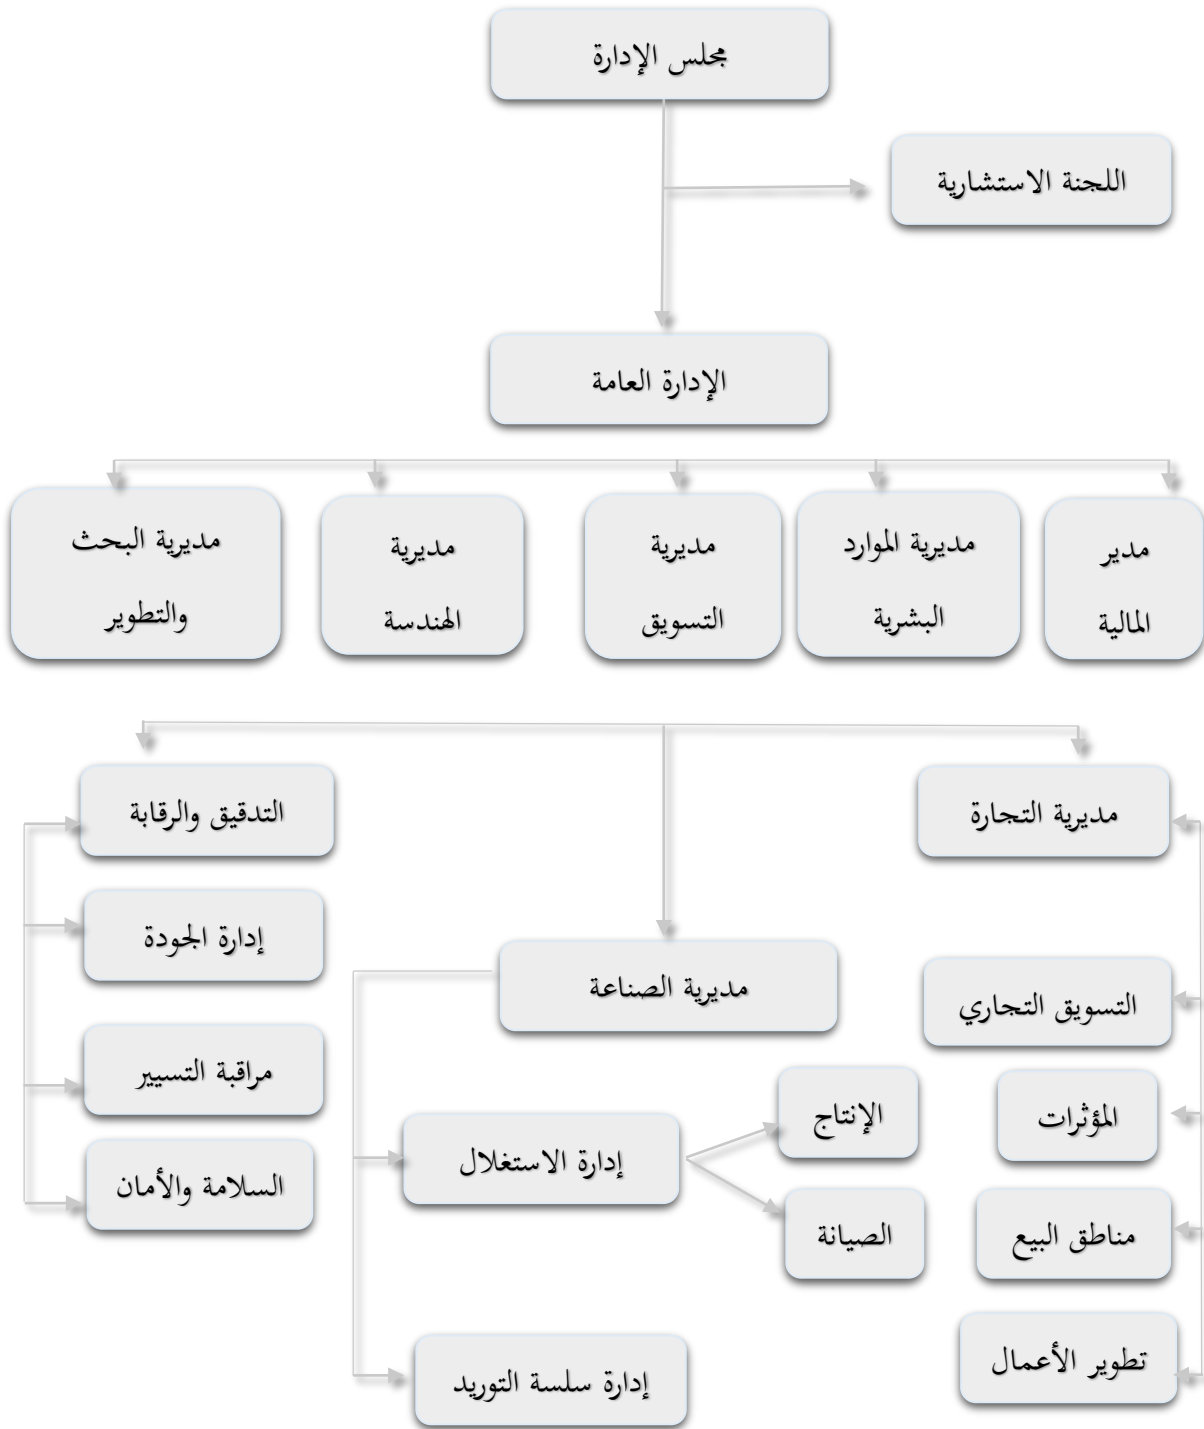 مجلس الإدارة
اللجنة الاستشارية
الإدارة العامة
مدير
المالية
مديرية الموارد
البشرية
مديرية
التسويق
مديرية
الهندسة
مديرية البحث
والتطوير
مديرية التجارة
التدقيق والرقابة
إدارة الجودة
مديرية الصناعة
التسويق التجاري
مراقبة التسيير
الإنتاج
المؤثرات
إدارة الاستغلال
السلامة والأمان
الصيانة
مناطق البيع
تطوير الأعمال
إدارة سلسة التوريد